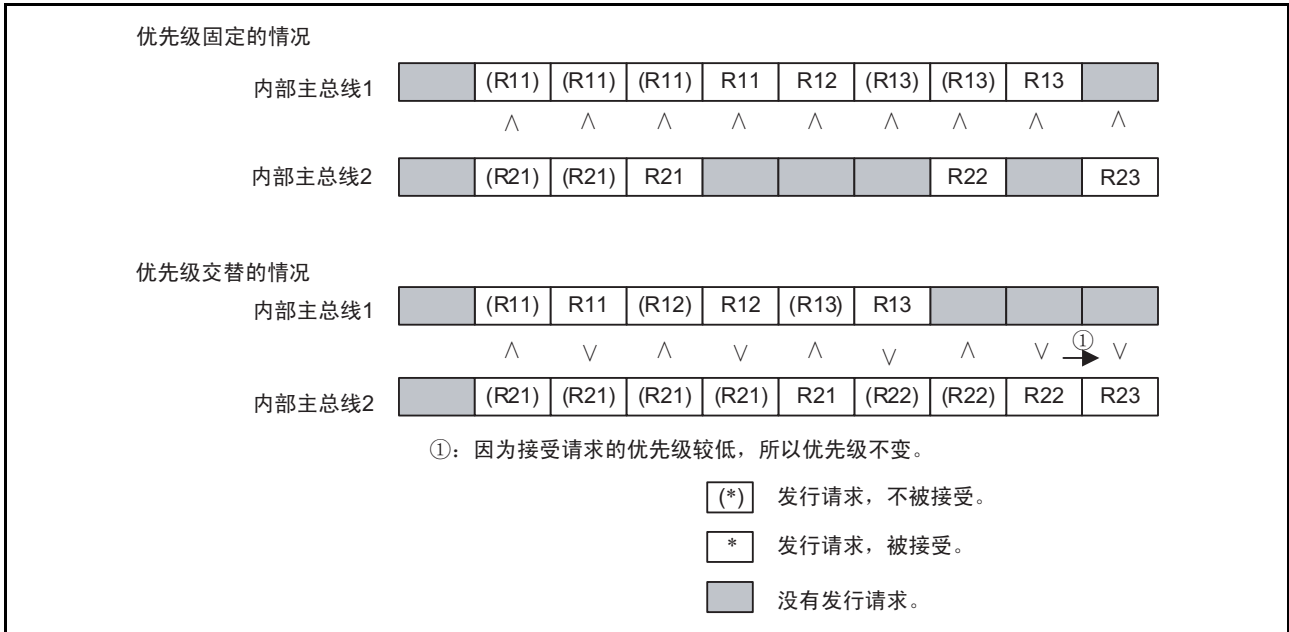 优先级固定的情况
内部主总线1 (R11) (R11) (R11) R11 R12 (R13) (R13) R13
∧ ∧ ∧ ∧ ∧ ∧ ∧ ∧ ∧
内部主总线2 (R21) (R21) R21 R22 R23
优先级交替的情况
内部主总线1 (R11) R11 (R12) R12 (R13) R13
∧ ∨ ∧ ∨ ∧ ∨ ∧ ∨ ① ∨
内部主总线2 (R21) (R21) (R21) (R21) R21 (R22) (R22) R22 R23
①：因为接受请求的优先级较低，所以优先级不变。
(*) 发行请求，不被接受。
* 发行请求，被接受。
没有发行请求。